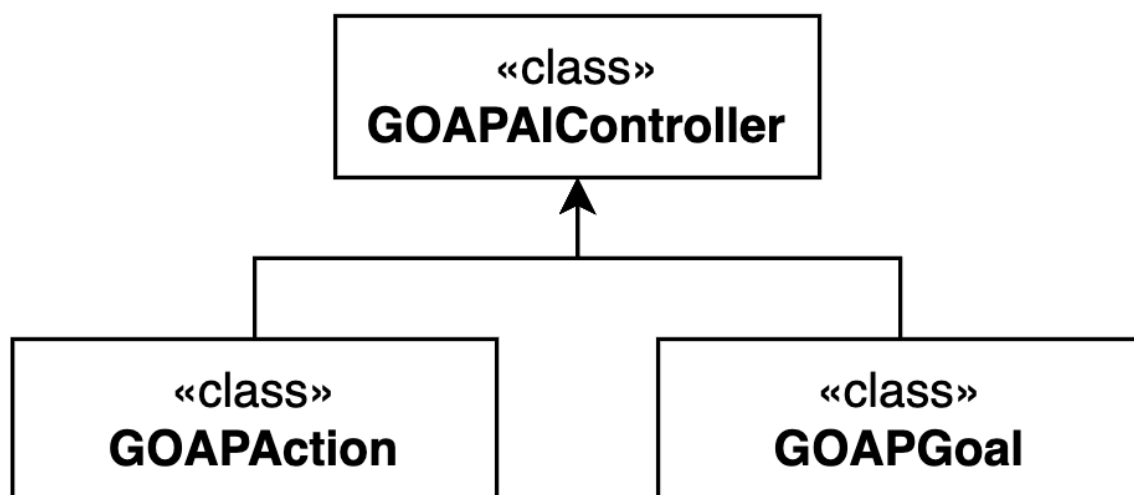 «class»
GOAPAIController
«class»
GOAPAction
«class»
GOAPGoal